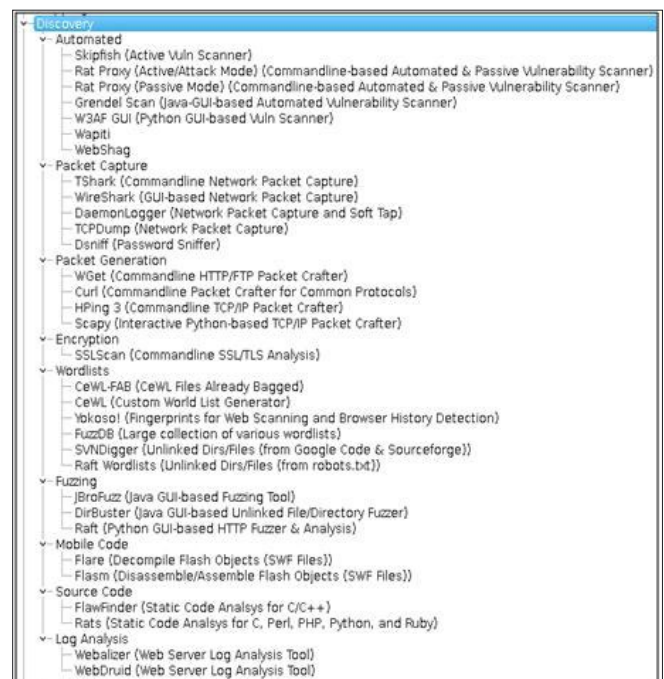 Discovery
Automated
Skipfish (Active Vuln Scanner)
Rat Proxy (Active/Attack Mode) (Commandline-based Automated & Passive Vulnerability Scanner)
Rat Proxy (Passive Mode) (Commandline-based Automated & Passive Vulnerability Scanner)
Grendel Scan (Java-GUI-based Automated Vulnerability Scanner)
W3AF GUI (Python GUI-based Vuln Scanner)
Wapiti
WebShag
Packet Capture
TShark (Commandline Network Packet Capture)
WireShark (GUI-based Network Packet Capture)
DaemonLogger (Network Packet Capture and Soft Tap)
TCPDump (Network Packet Capture)
Dsniff (Password Sniffer)
Packet Generation
WGet (Commandline HTTP/FTP Packet Crafter)
Curl (Commandline Packet Crafter for Common Protocols)
HPing 3 (Commandline TCP/IP Packet Crafter)
Scapy (Interactive Python-based TCP/IP Packet Crafter)
Encryption
SSLScan (Commandline SSL/TLS Analysis)
Wordlists
CeWL-FAB (CeWL Files Already Bagged)
CeWL (Custom World List Generator)
Yokoso! (Fingerprints for Web Scanning and Browser History Detection)
FuzzDB (Large collection of various wordlists)
SVNDigger (Unlinked Dirs/Files (from Google Code & Sourceforge))
Raft Wordlists (Unlinked Dirs/Files (from robots.txt))
Fuzzing
JBroFuzz (Java GUI-based Fuzzing Tool)
DirBuster (Java GUI-based Unlinked File/Directory Fuzzer)
Raft (Python GUI-based HTTP Fuzzer & Analysis)
Mobile Code
Flare (Decompile Flash Objects (SWF Files))
Flasm (Disassemble/Assemble Flash Objects (SWF Files))
Source Code
FlawFinder (Static Code Analsys for C/C++)
Rats (Static Code Analsys for C, Perl, PHP, Python, and Ruby)
Log Analysis
Webalizer (Web Server Log Analysis Tool)
WebDruid (Web Server Log Analysis Tool)